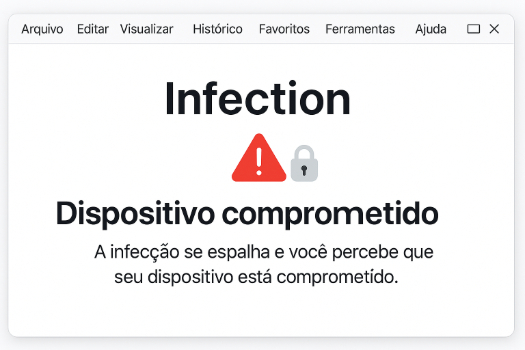 Arquivo Editar Visualizar Histórico Favoritos Ferramentas Ajuda
Infection
Dispositivo comprometido
A infecção se espalha e você percebe que
seu dispositivo está comprometído.